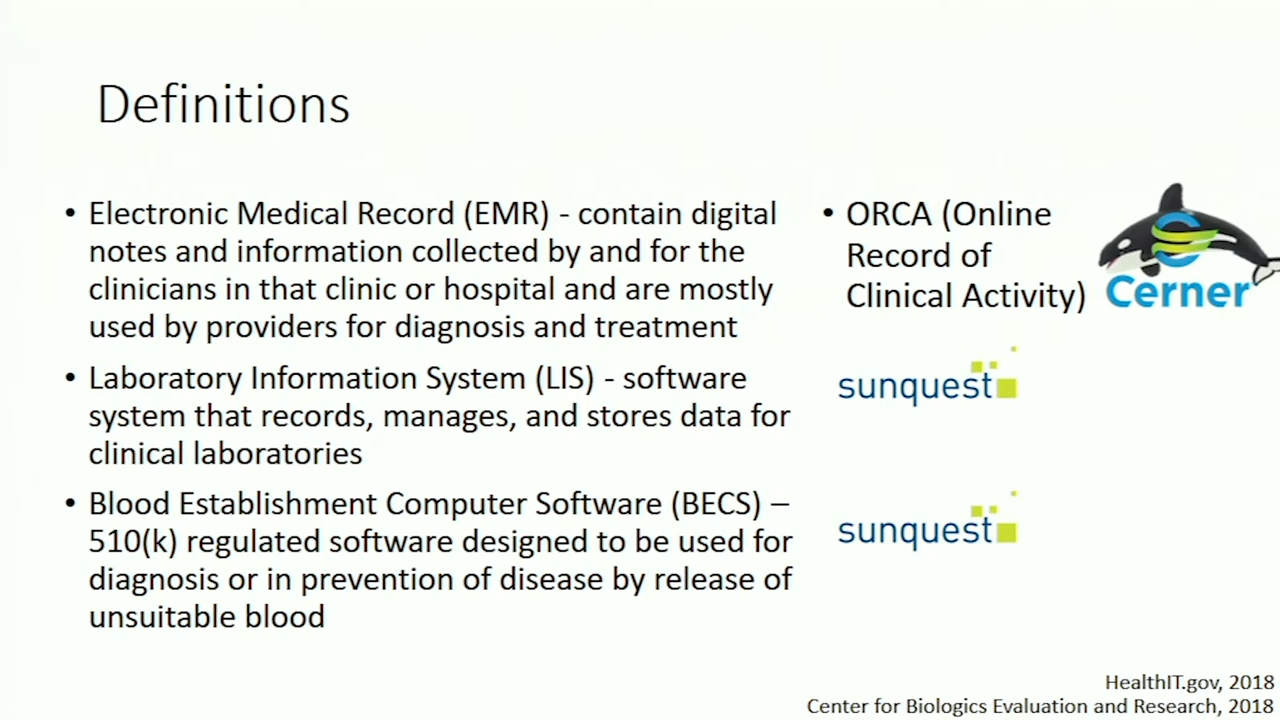 Definitions
• Electronic Medical Record (EMR) - contain digital
notes and information collected by and for the
clinicians in that clinic or hospital and are mostly
used by providers for diagnosis and treatment
• Laboratory Information System (LIS) - software
system that records, manages, and stores data for
clinical laboratories
• Blood Establishment Computer Software (BECS) –
510(k) regulated software designed to be used for
diagnosis or in prevention of disease by release of
unsuitable blood
• ORCA (Online
Record of
Clinical Activity)
Cerner
sunquest
sunquest
HealthIT.gov, 2018
Center for Biologics Evaluation and Research, 2018